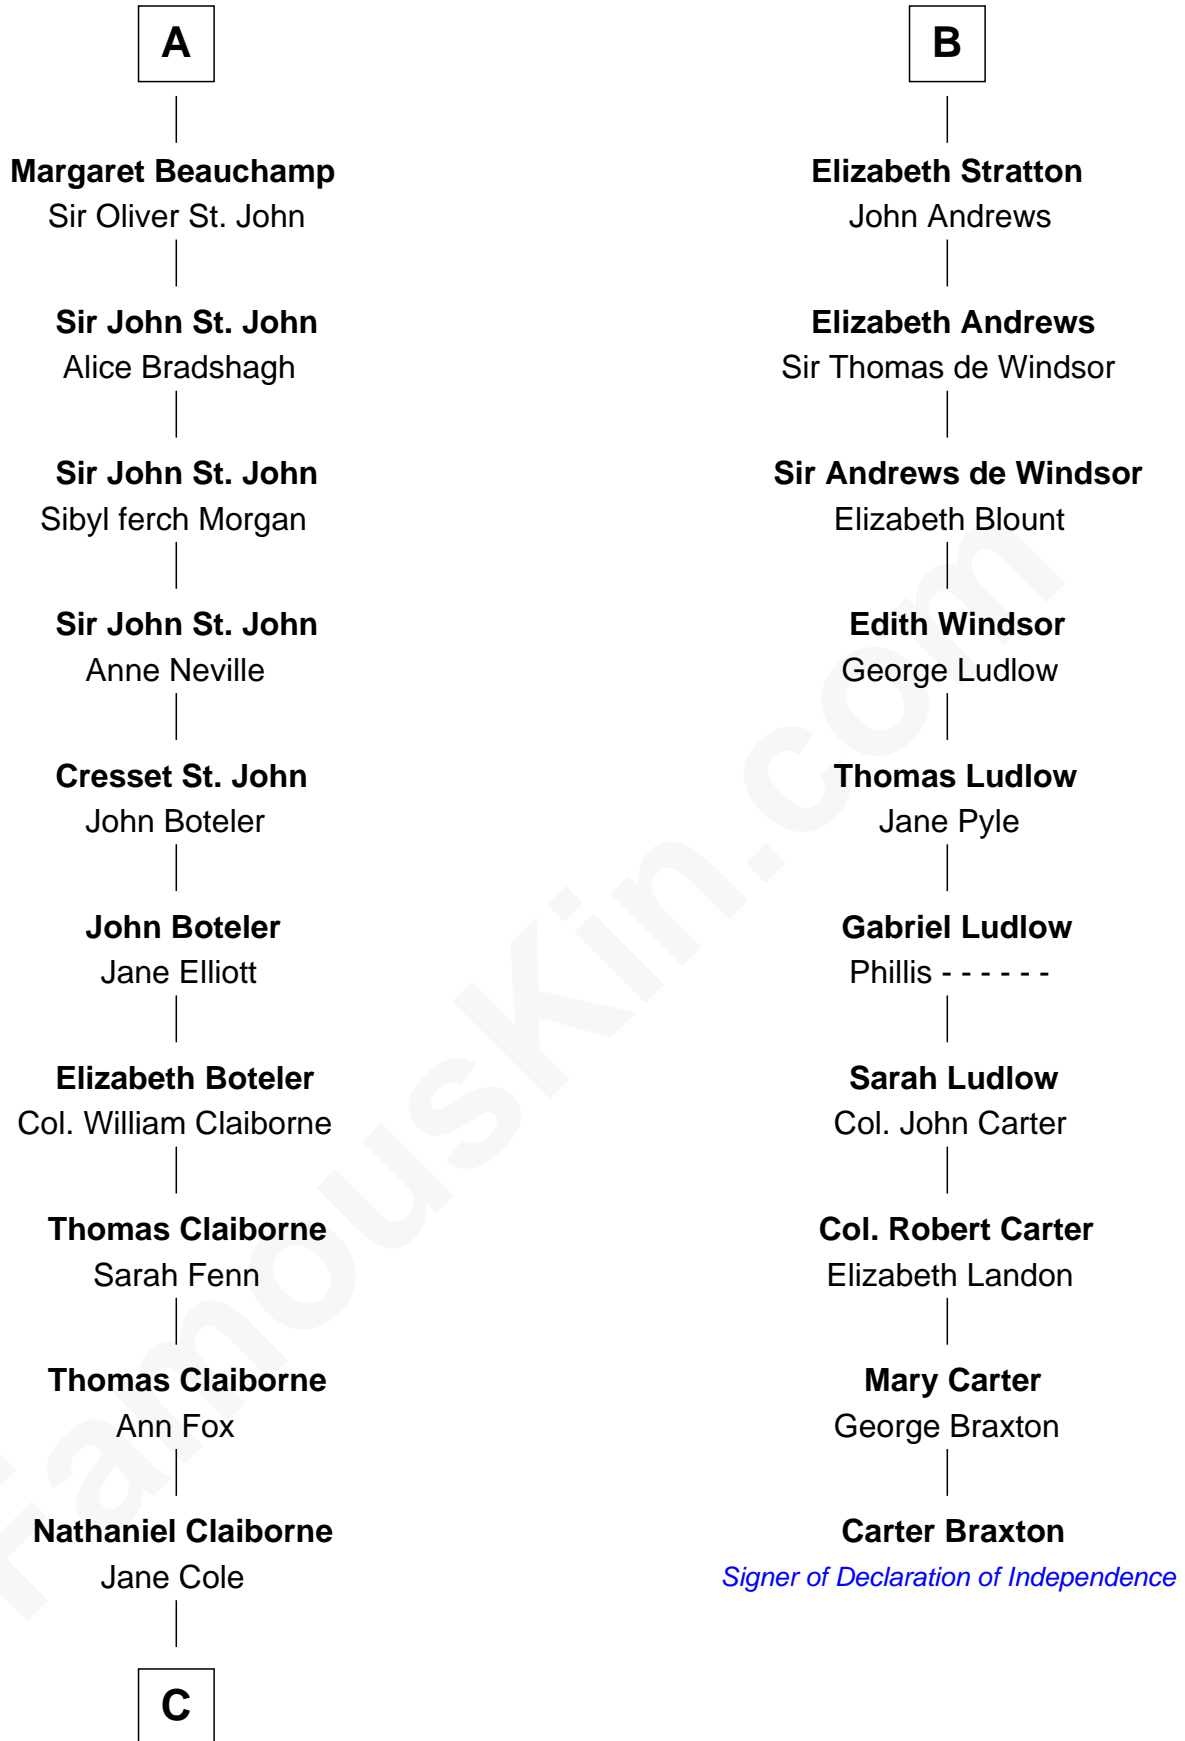 A
Margaret Beauchamp
Sir Oliver St. John
Sir John St. John
Alice Bradshagh
Sir John St. John
Sibyl ferch Morgan
Sir John St. John
Anne Neville
Cresset St. John
John Boteler
John Boteler
Jane Elliott
Elizabeth Boteler
Col. William Claiborne
Thomas Claiborne
Sarah Fenn
Thomas Claiborne
Ann Fox
Nathaniel Claiborne
Jane Cole
C
B
Elizabeth Stratton
John Andrews
Elizabeth Andrews
Sir Thomas de Windsor
Sir Andrews de Windsor
Elizabeth Blount
Edith Windsor
George Ludlow
Thomas Ludlow
Jane Pyle
Gabriel Ludlow
Phillis - - - - - -
Sarah Ludlow
Col. John Carter
Col. Robert Carter
Elizabeth Landon
Mary Carter
George Braxton
Carter Braxton
Signer of Declaration of Independence
FamousKin.com